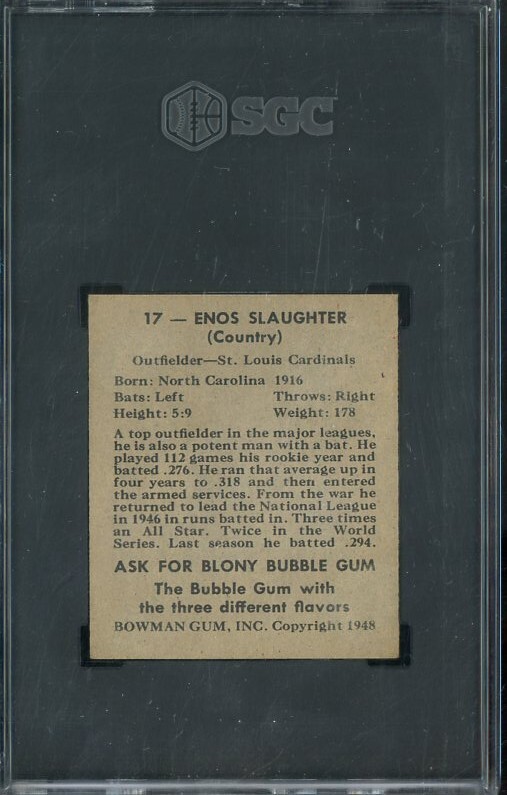 SGC
17 — ENOS SLAUGHTER
(Country)
Outfielder—St. Louis Cardinals
Born: North Carolina 1916
Bats: Left Throws: Right
Height: 5:9 Weight: 178
A top outfielder in the major leagues,
he is also a potent man with a bat. He
played 112 games his rookie year and
batted .276. He ran that average up in
four years to .318 and then entered
the armed services. From the war he
returned to lead the National League
in 1946 in runs batted in. Three times
an All Star. Twice in the World
Series. Last season he batted .294.
ASK FOR BLONY BUBBLE GUM
The Bubble Gum with
the three different flavors
BOWMAN GUM, INC. Copyright 1948